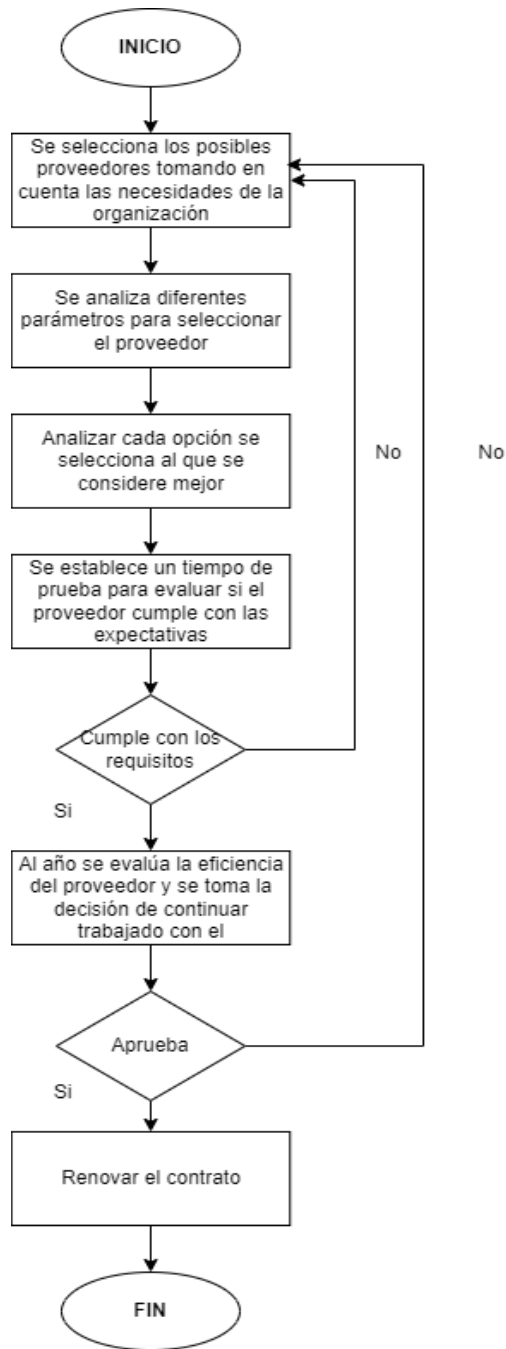 INICIO
Se selecciona los posibles
proveedores tomando en
cuenta las necesidades de la
organización
Se analiza diferentes
parámetros para seleccionar
el proveedor
Analizar cada opción se
selecciona al que se
considere mejor
No
No
Se establece un tiempo de
prueba para evaluar si el
proveedor cumple con las
expectativas
Cumple con los
requisitos
Si
Al año se evalúa la eficiencia
del proveedor y se toma la
decisión de continuar
trabajado con el
Aprueba
Si
Renovar el contrato
FIN